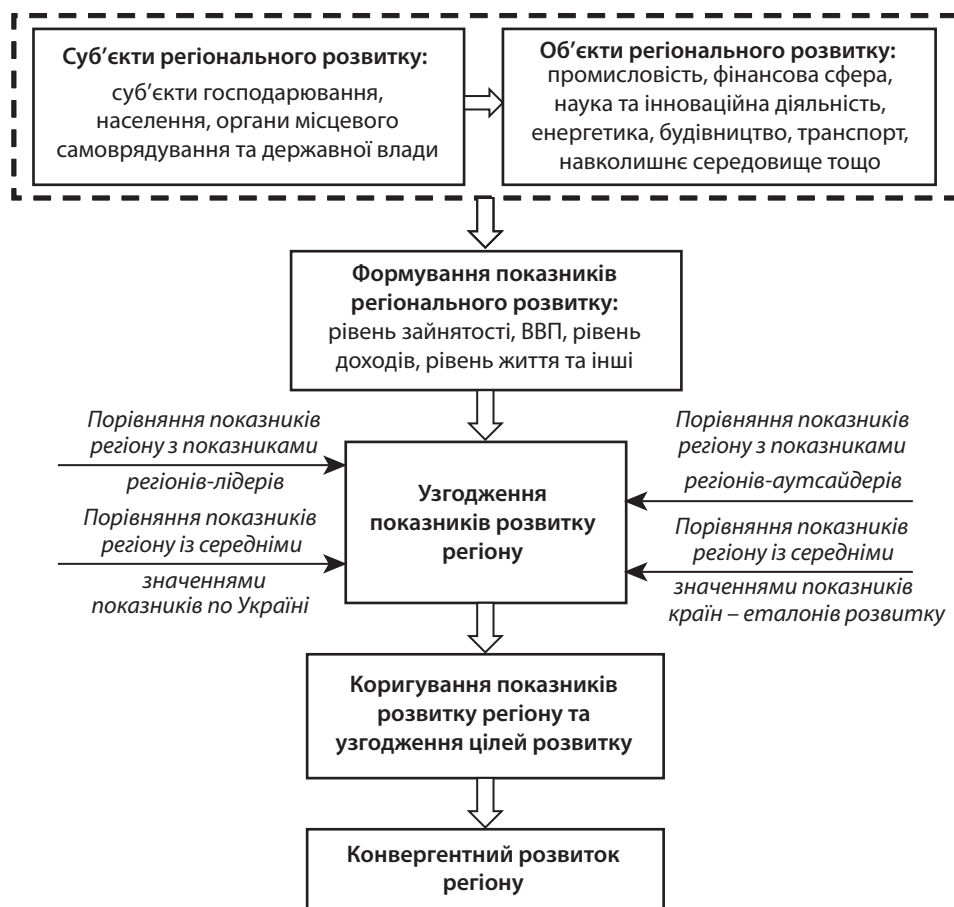 Суб’єкти регіонального розвитку:
суб’єкти господарювання,
населення, органи місцевого
самоврядування та державної влади
Об’єкти регіонального розвитку:
промисловість, фінансова сфера,
наука та інноваційна діяльність,
енергетика, будівництво, транспорт,
навколишнє середовище тощо
Формування показників
регіонального розвитку:
рівень зайнятості, ВВП, рівень
доходів, рівень життя та інші
Порівняння показників
регіону з показниками
регіонів-лідерів
Порівняння показників
регіону із середніми
значеннями
показників по Україні
Узгодження
показників розвитку
регіону
Порівняння показників
регіону з показниками
регіонів-аутсайдерів
Порівняння показників
регіону із середніми
значеннями показників
країн – еталонів розвитку
Коригування показників
розвитку регіону та
узгодження цілей розвитку
Конвергентний розвиток
регіону